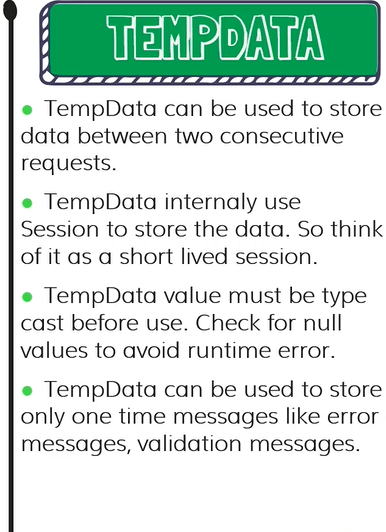 TEMPDATA
● TempData can be used to store
data between two consecutive
requests.
● TempData internaly use
Session to store the data. So think
of it as a short lived session.
● TempData value must be type
cast before use. Check for null
values to avoid runtime error.
● TempData can be used to store
only one time messages like error
messages, validation messages.